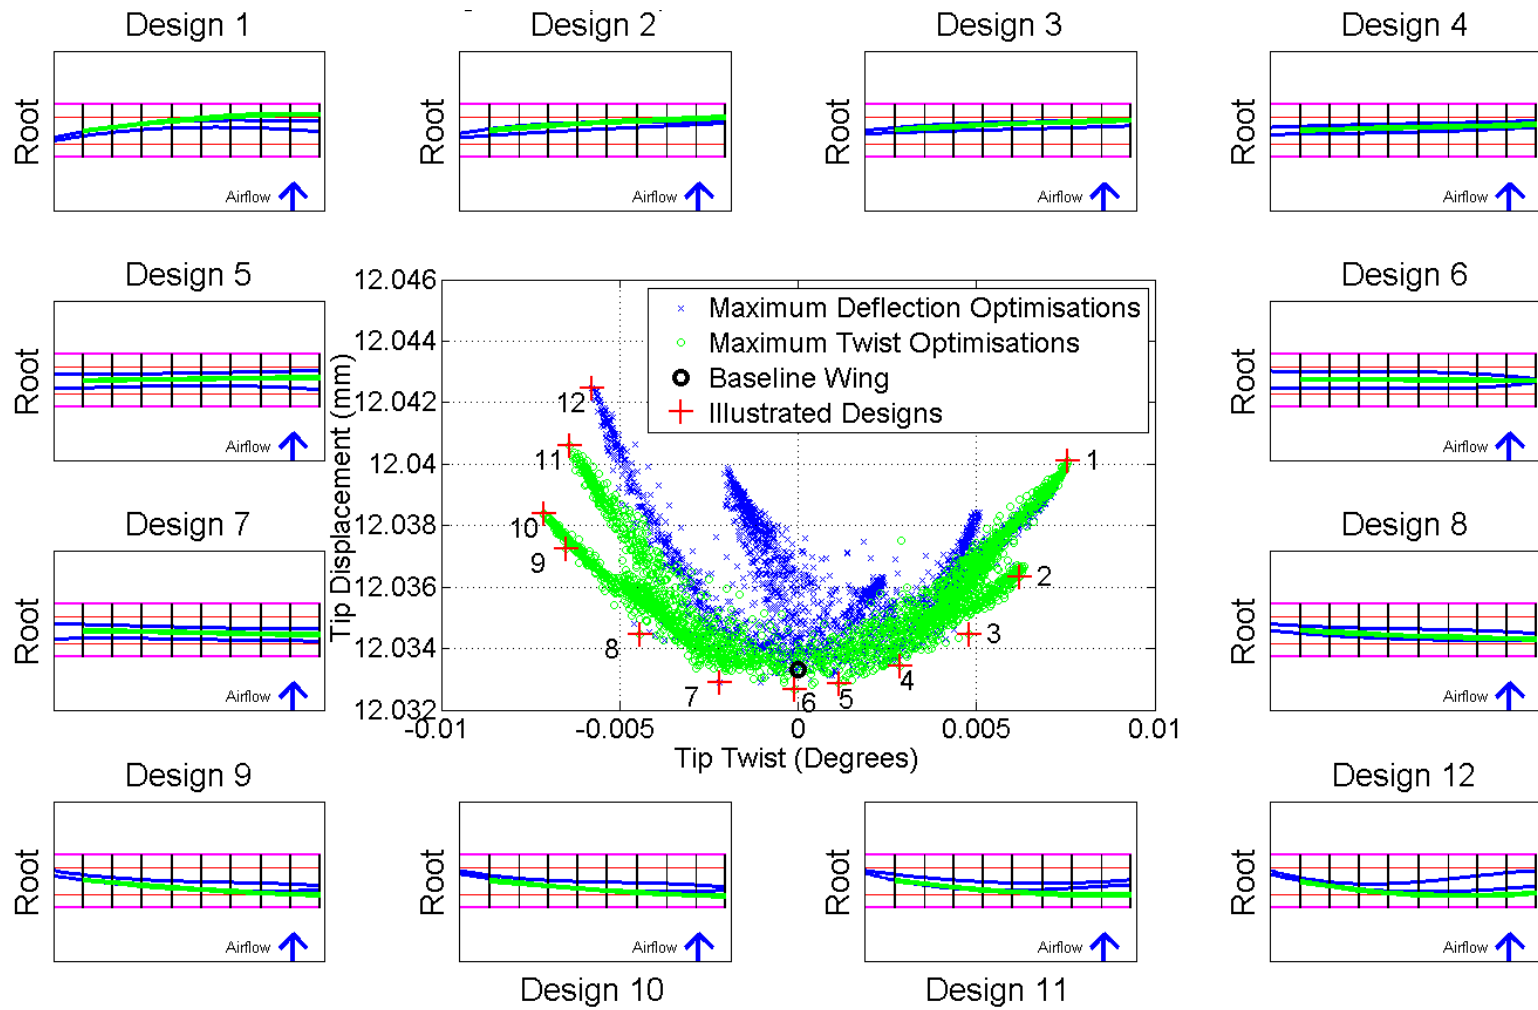 Design 1
Design 2
Design 3
Design 4
Root
Airflow
Root
Airflow
Root
Airflow
Root
Airflow
Design 5
Root
Airflow
Design 6
Root
Airflow
Design 7
Root
Design 8
Root
Airflow
12.046
12.044
12.042
12.04
12.038
12.036
12.034
12.032
Tip Displacement (mm)
Maximum Deflection Optimisations
Maximum Twist Optimisations
Baseline Wing
Illustrated Designs
12
11
10
9
8
7
6
5
4
3
2
1
-0.01
-0.005
0
0.005
0.01
Tip Twist (Degrees)
Design 9
Root
Airflow
Root
Airflow
Design 10
Root
Airflow
Design 11
Design 12
Root
Airflow